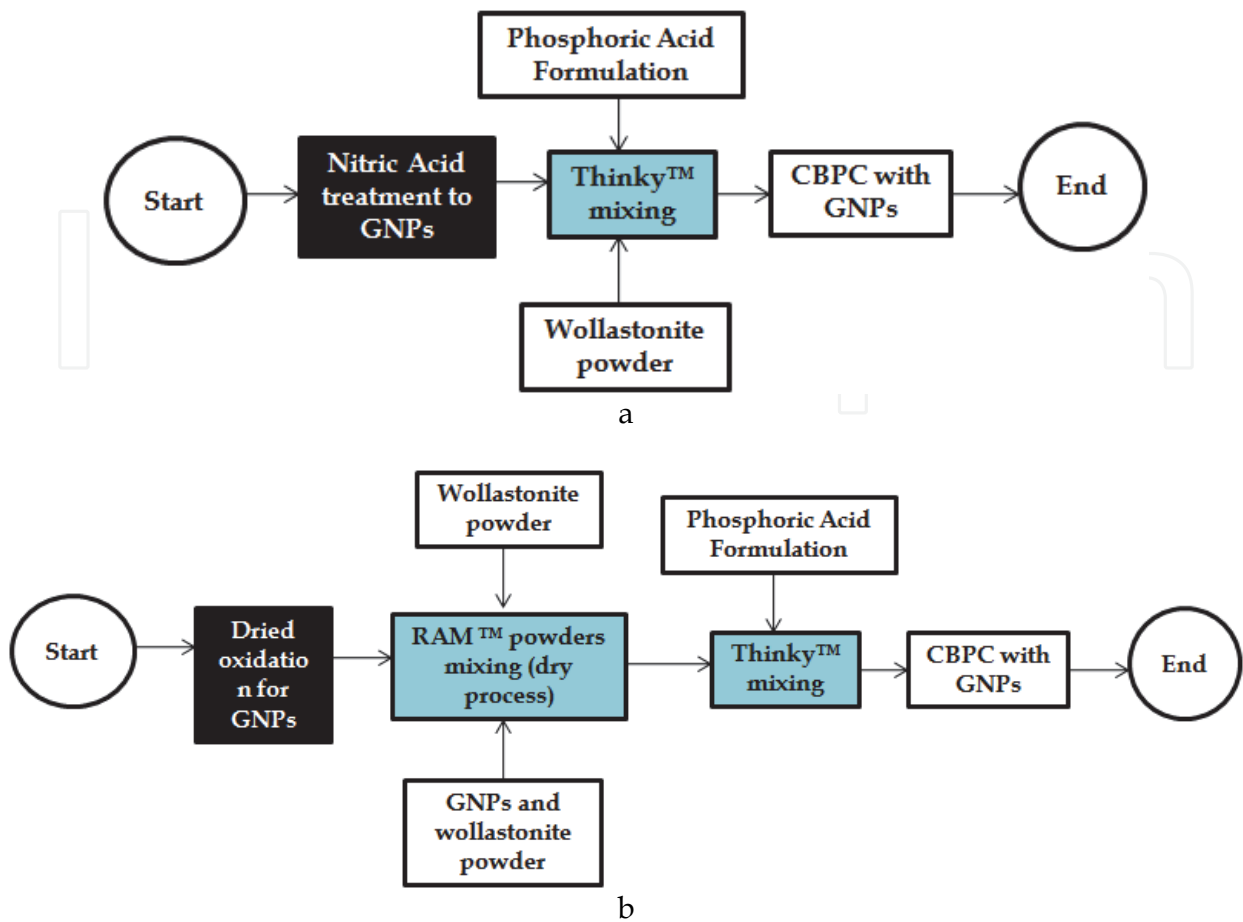 Phosphoric Acid
Formulation
Start
Nitric Acid
treatment to
GNPs
Thinky™
mixing
CBPC with
GNPs
End
Wollastonite
powder
a
Wollastonite
powder
Phosphoric Acid
Formulation
Start
Dried
oxidatio
n for
GNPs
RAM ™ powders
mixing (dry
process)
Thinky™
mixing
CBPC with
GNPs
End
GNPs and
wollastonite
powder
b